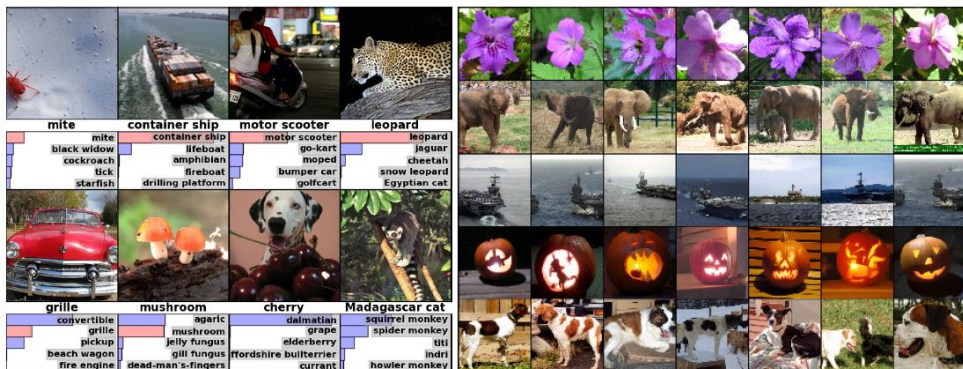 mite
container ship
motor scooter
leopard
mite
black widow
cockroach
tick
starfish
container ship
lifeboat
amphibian
fireboat
drilling platform
motor scooter
go-kart
moped
bumper car
golfcart
leopard
jaguar
cheetah
snow leopard
Egyptian cat
grille
mushroom
cherry
Madagascar cat
convertible
grille
pickup
beach wagon
fire engine
agaric
mushroom
jelly fungus
gill fungus
dead-man's-fingers
dalmatian
grape
elderberry
ffordshire bullterrier
currant
squirrel monkey
spider monkey
titi
indri
howler monkey